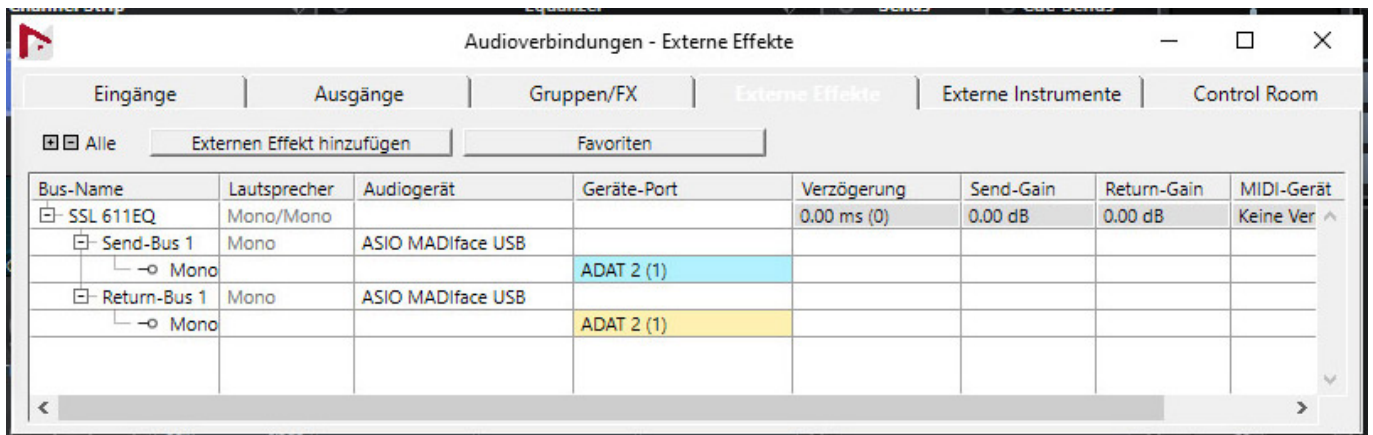 Audioverbindungen - Externe Effekte
Eingänge Ausgänge Gruppen/FX Externe Effekte Externe Instrumente Control Room
Alle Externen Effekt hinzufügen Favoriten
Bus-Name Lautsprecher Audiogerät Geräte-Port Verzögerung Send-Gain Return-Gain MIDI-Gerät
SSL 611EQ Mono/Mono 0.00 ms (0) 0.00 dB 0.00 dB Keine Ver
Send-Bus 1 Mono ASIO MADIface USB
Mono ADAT 2 (1)
Return-Bus 1 Mono ASIO MADIface USB
Mono ADAT 2 (1)